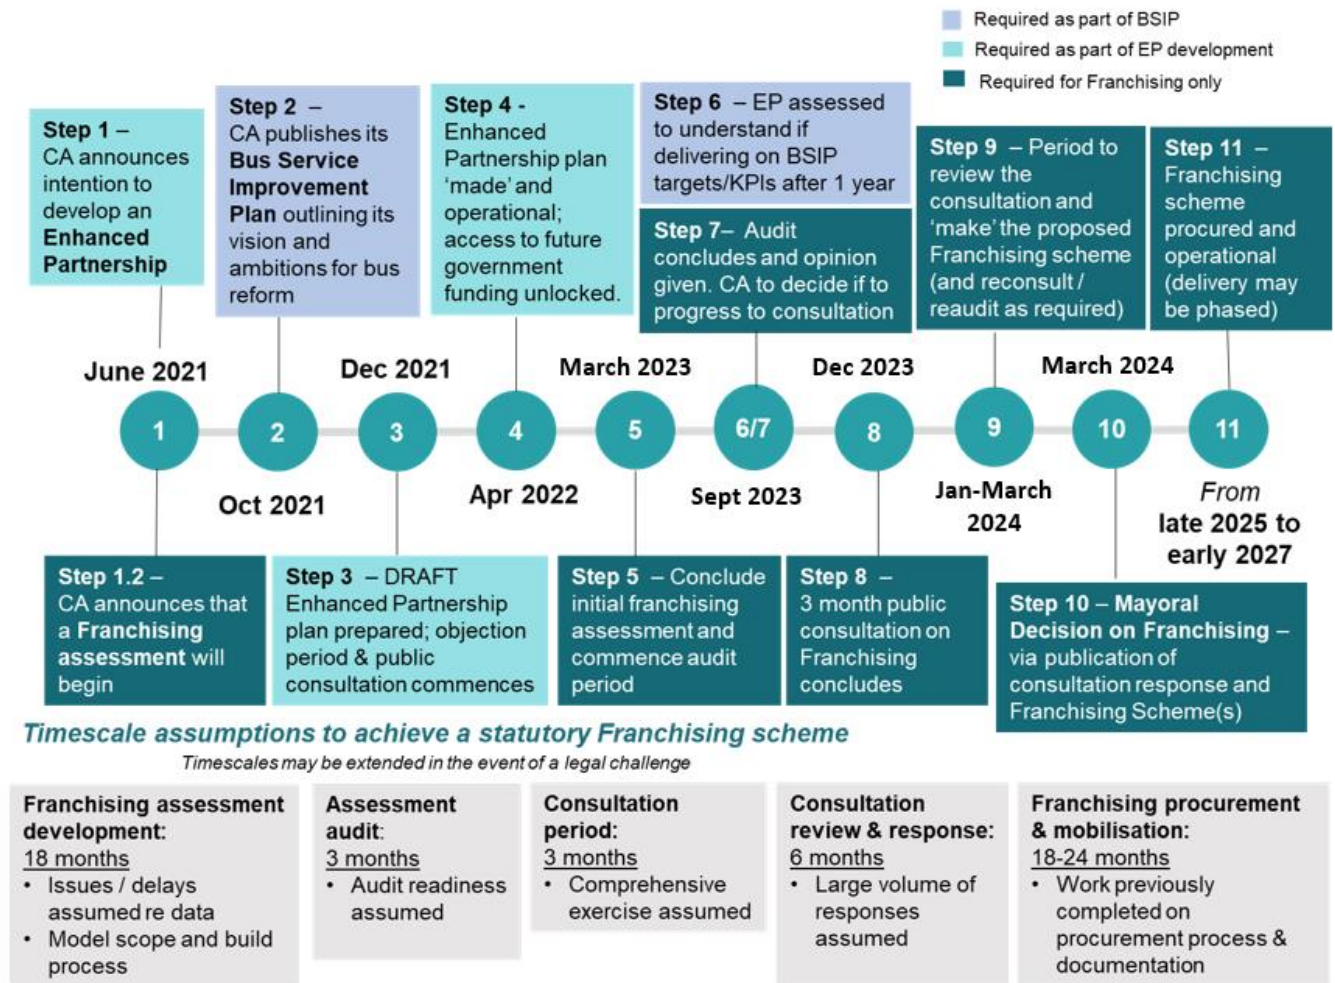 Required as part of BSIP
Required as part of EP development
Required for Franchising only
Step 1 –
CA announces
intention to
develop an
Enhanced
Partnership
Step 2 –
CA publishes its
Bus Service
Improvement
Plan outlining its
vision and
ambitions for bus
reform
Step 4 -
Enhanced
Partnership plan
‘made’ and
operational;
access to future
government
funding unlocked.
Step 6 – EP assessed
to understand if
delivering on BSIP
targets/KPIs after 1 year
Step 7– Audit
concludes and opinion
given. CA to decide if to
progress to consultation
Step 9 – Period to
review the
consultation and
‘make’ the proposed
Franchising scheme
(and reconsult /
reaudit as required)
Step 11 –
Franchising
scheme
procured and
operational
(delivery may
be phased)
June 2021
Dec 2021
March 2023
Dec 2023
March 2024
1
2
3
4
5
6/7
8
9
10
11
Oct 2021
Apr 2022
Sept 2023
Jan-March
2024
From
late 2025 to
early 2027
Step 1.2 –
CA announces that
a Franchising
assessment will
begin
Step 3 – DRAFT
Enhanced Partnership
plan prepared; objection
period & public
consultation commences
Step 5 – Conclude
initial franchising
assessment and
commence audit
period
Step 8 –
3 month public
consultation on
Franchising
concludes
Step 10 – Mayoral
Decision on Franchising –
via publication of
consultation response and
Franchising Scheme(s)
Timescale assumptions to achieve a statutory Franchising scheme
Timescales may be extended in the event of a legal challenge
Franchising assessment
development:
18 months
• Issues / delays
assumed re data
• Model scope and build
process
Assessment
audit:
3 months
• Audit readiness
assumed
Consultation
period:
3 months
• Comprehensive
exercise assumed
Consultation
review & response:
6 months
• Large volume of
responses
assumed
Franchising procurement
& mobilisation:
18-24 months
• Work previously
completed on
procurement process &
documentation